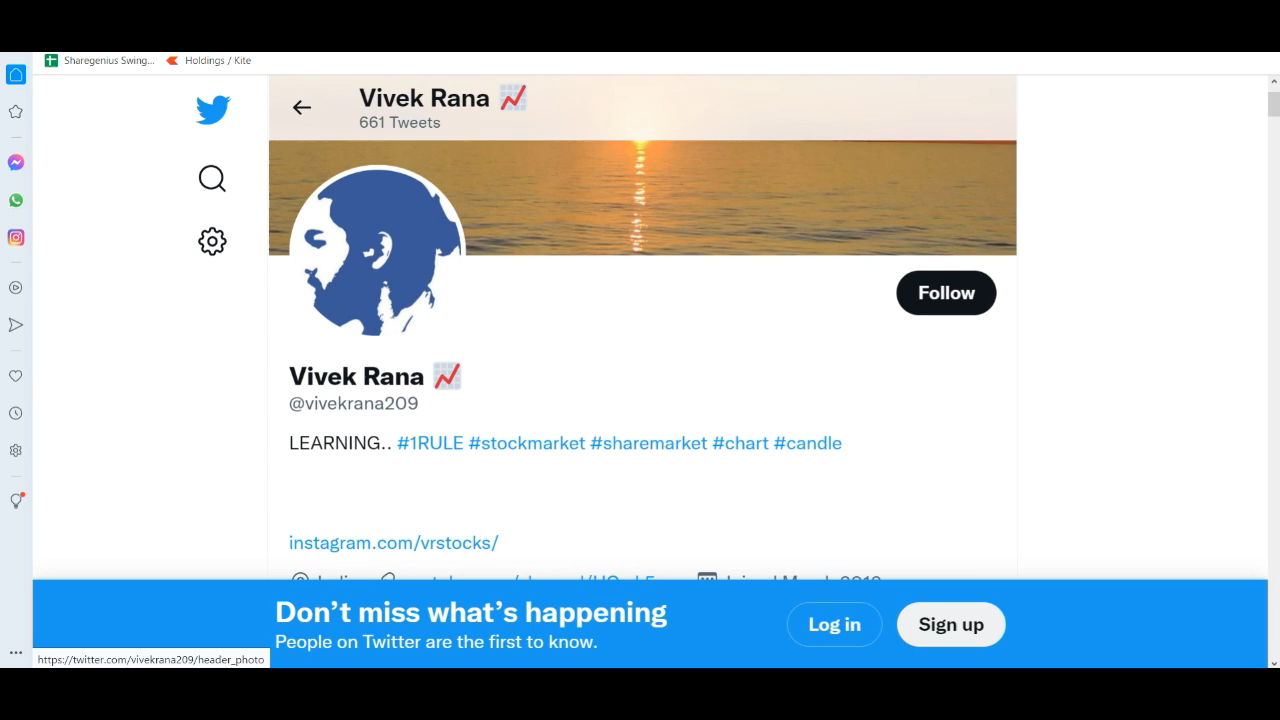 Sharegenius Swing... Holdings / Kite
Vivek Rana
661 Tweets
Follow
Vivek Rana
@vivekrana209
LEARNING.. #1RULE #stockmarket #sharemarket #chart #candle
instagram.com/vrstocks/
Don't miss what's happening
People on Twitter are the first to know.
Log in
Sign up
https://twitter.com/vivekrana209/header_photo